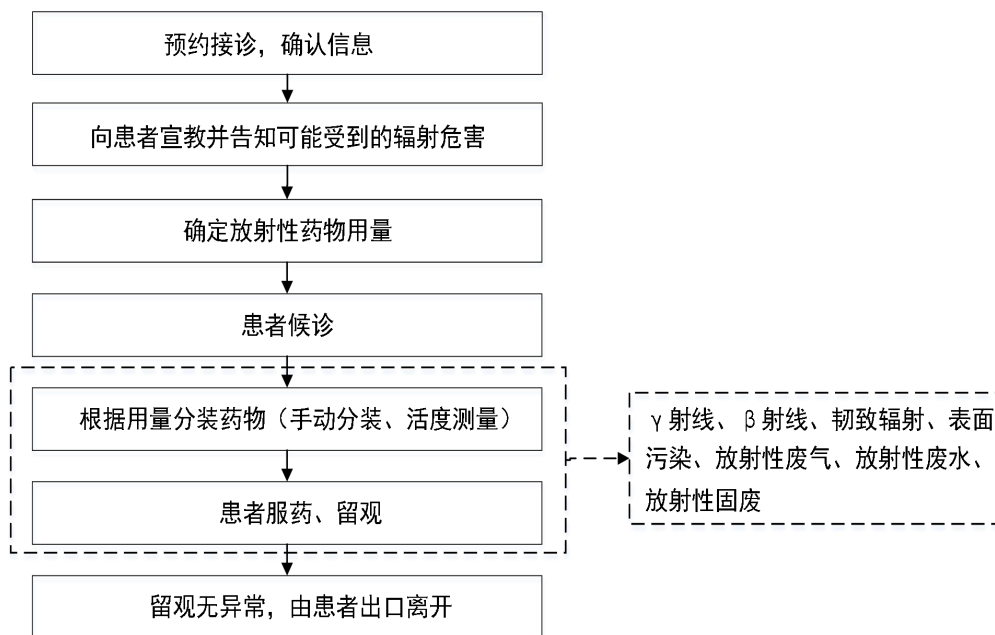 预约接诊，确认信息
向患者宣教并告知可能受到的辐射危害
确定放射性药物用量
患者候诊
根据用量分装药物（手动分装、活度测量）
患者服药、留观
留观无异常，由患者出口离开
γ射线、β射线、韧致辐射、表面
污染、放射性废气、放射性废水、
放射性固废